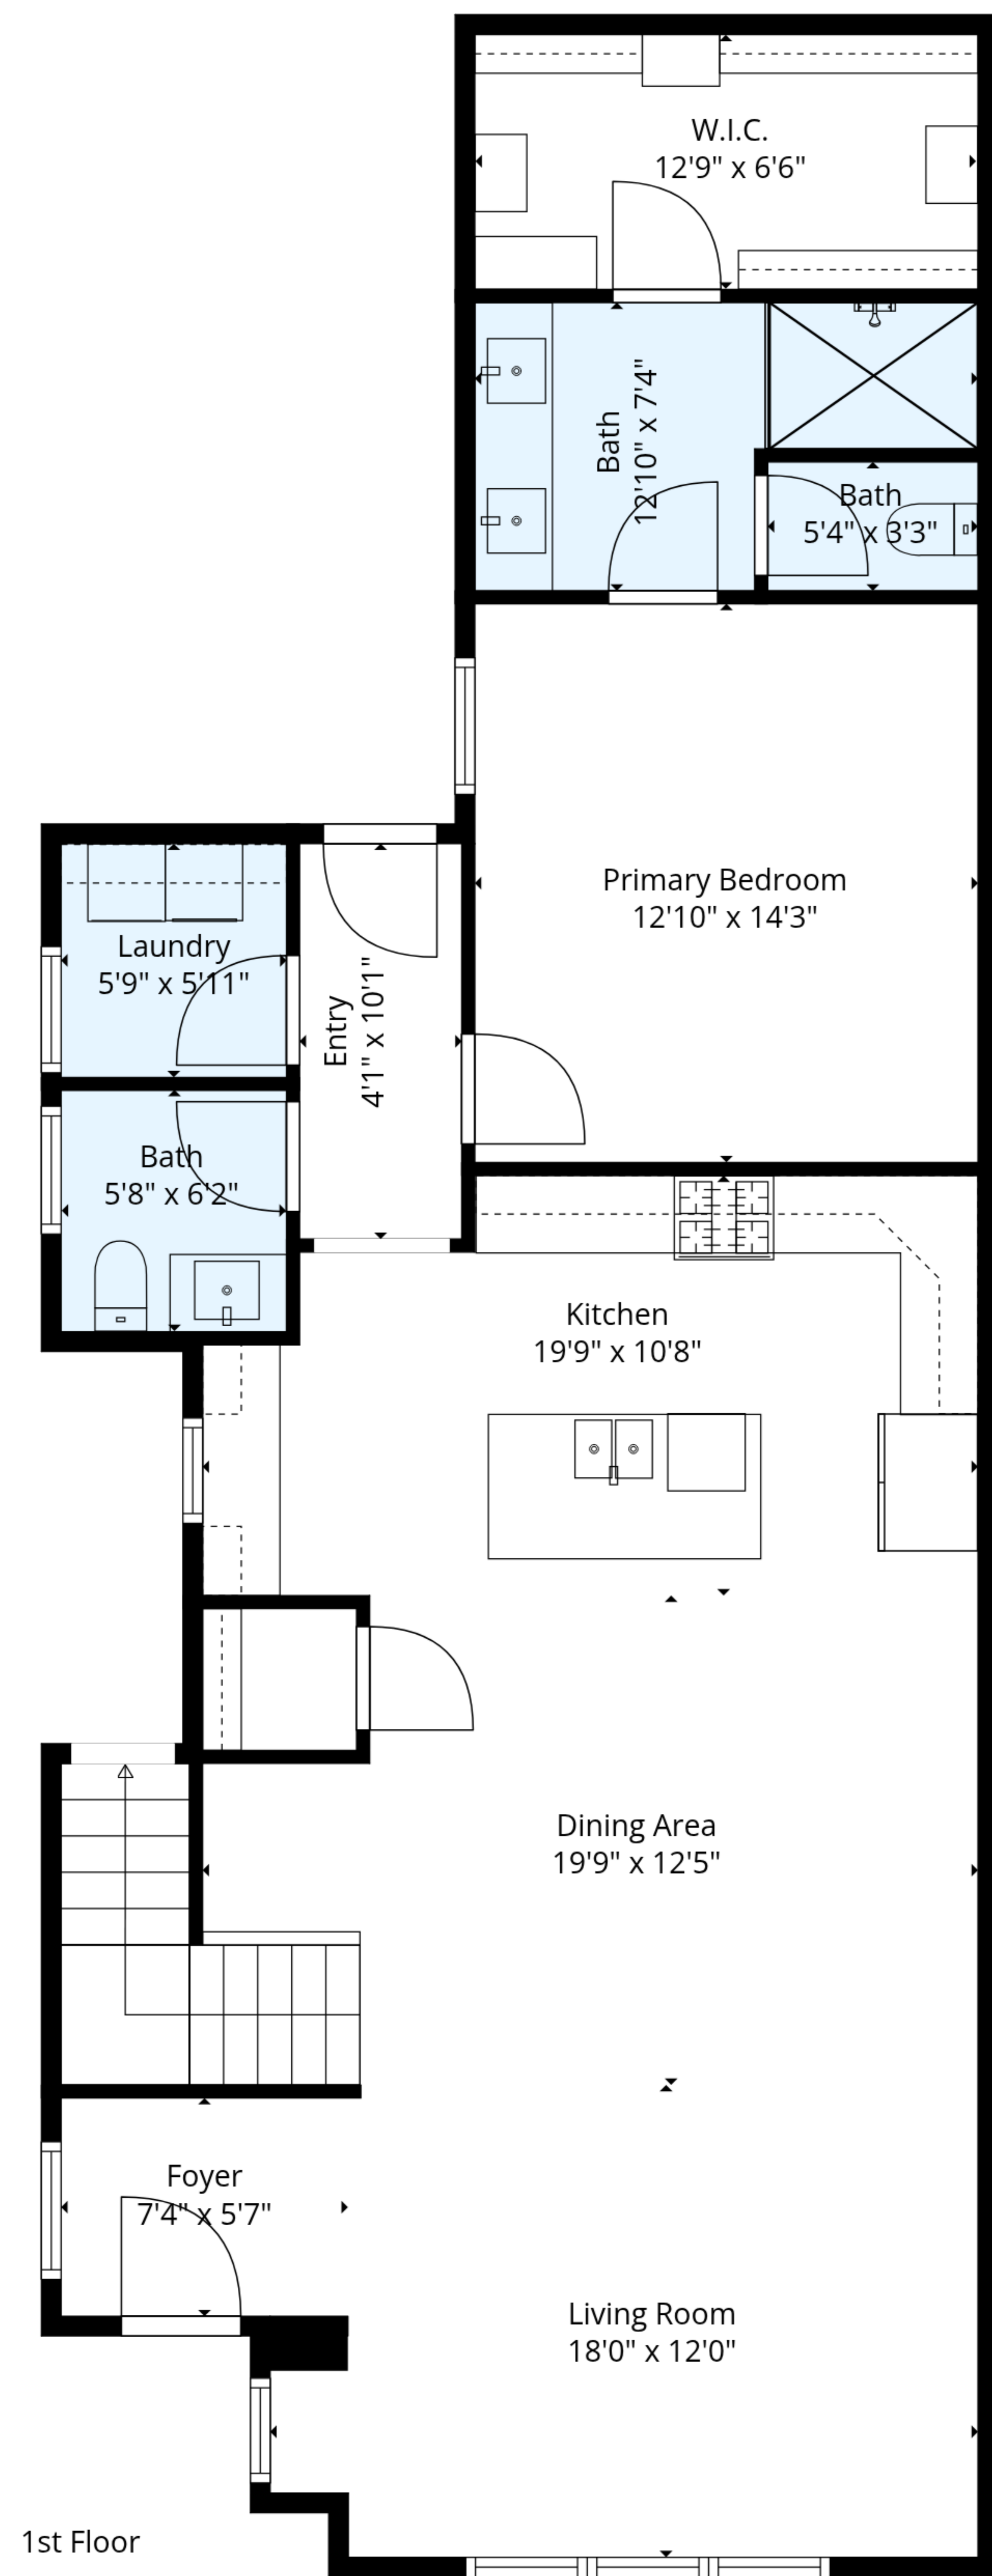 W.I.C.
12'9" x 6'6"
Bath
12'10" x 7'4"
Bath
5'4" x 3'3"
Primary Bedroom
12'10" x 14'3"
Laundry
5'9" x 5'11"
Entry
4'1" x 10'1"
Bath
5'8" x 6'2"
Kitchen
19'9" x 10'8"
Dining Area
19'9" x 12'5"
Foyer
7'4" x 5'7"
Living Room
18'0" x 12'0"
1st Floor